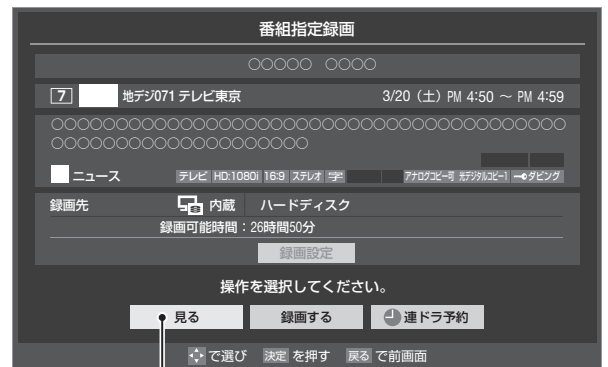 番組指定録画
○○○○○ ○○○○
7 地デジ071 テレビ東京 3/20 (土) PM 4:50 ～ PM 4:59
○○○○○○○○○○○○○○○○○○○○○○○○○○○○○○○○○○○○○○○
○○○○○○○○○○○○○○○○○○○○
ニュース テレビ HD:1080i 16:9 ステレオ 字 アナログコピー可 光デジタルコピー1 ダビング
録画先 内蔵 ハードディスク
録画可能時間：26時間50分
録画設定
操作を選択してください。
見る 録画する 連ドラ予約
で選び 決定 を押す 戻る で前画面